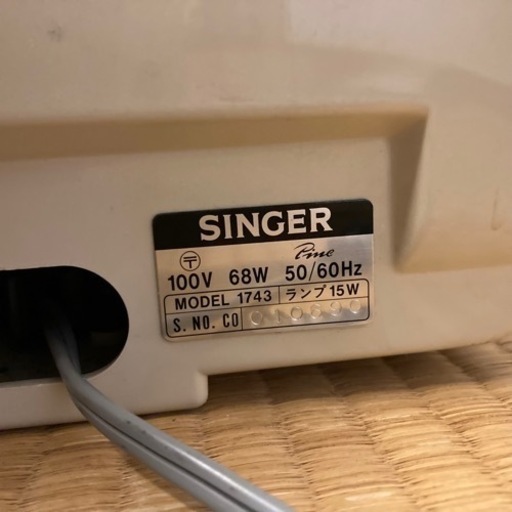 SINGER
Pine
〒 100V 68W 50/60Hz
MODEL 1743 ランプ 15W
S. NO. CO